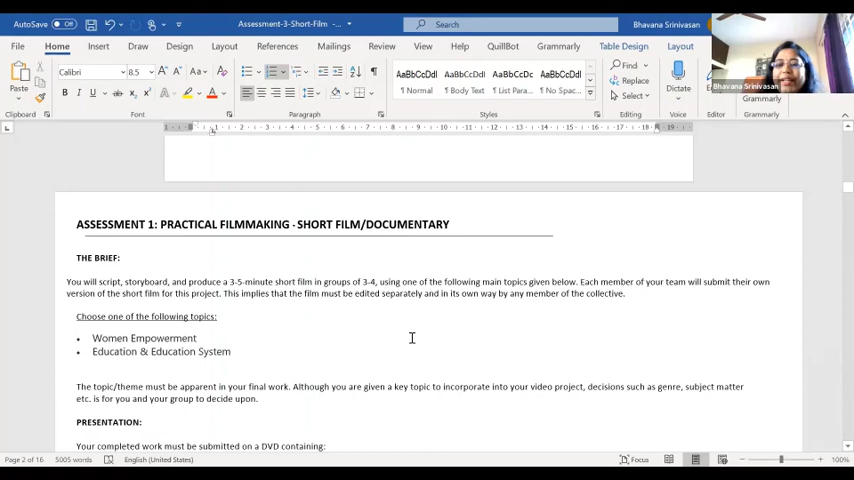 AutoSave Off Assessment-3-Short-Film -... Search Bhavana Srinivasan
File Home Insert Draw Design Layout References Mailings Review View Help QuillBot Grammarly Table Design Layout
Paste Calibri 8.5 Aa Find Replace Select Dictate
AaBbCcDd AaBbCcDd AaBbCcDc AaBbCcDd
Normal Body Text List Para... No Spac...
Bhavana Srinivasan
Grammarly
Clipboard Font Paragraph Styles Editing Voice Editor Grammarly
ASSESSMENT 1: PRACTICAL FILMMAKING - SHORT FILM/DOCUMENTARY
THE BRIEF:
You will script, storyboard, and produce a 3-5-minute short film in groups of 3-4, using one of the following main topics given below. Each member of your team will submit their own
version of the short film for this project. This implies that the film must be edited separately and in its own way by any member of the collective.
Choose one of the following topics:
• Women Empowerment
• Education & Education System
The topic/theme must be apparent in your final work. Although you are given a key topic to incorporate into your video project, decisions such as genre, subject matter
etc. is for you and your group to decide upon.
PRESENTATION:
Your completed work must be submitted on a DVD containing:
Page 2 of 16 5005 words English (United States) Focus 100%